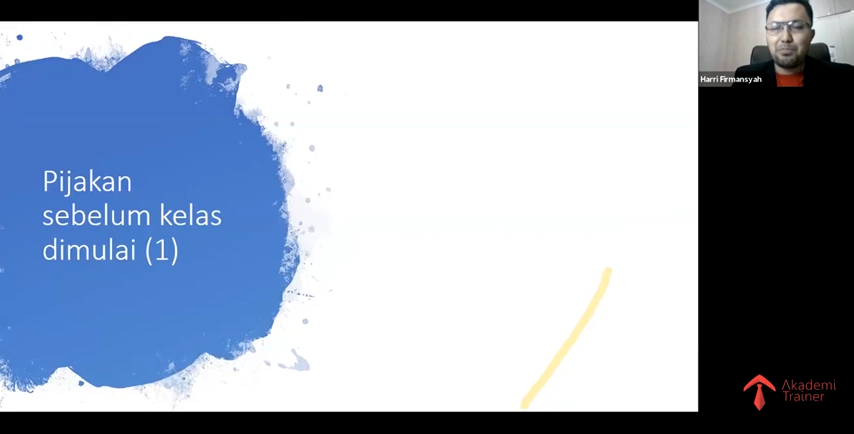 Pijakan
sebelum kelas
dimulai (1)
Harri Firmansyah
Akademi
Trainer